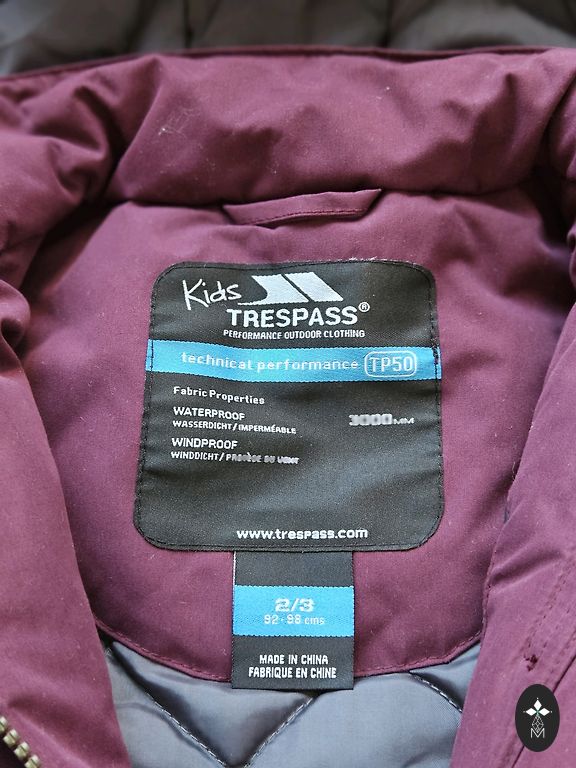 Kids
TRESPASS®
PERFORMANCE OUTDOOR CLOTHING
technical performance TP50
Fabric Properties
WATERPROOF 3000MM
WASSERDICHT/IMPERMÉABLE
WINDPROOF
WINDDICHT/PROTÈGE DU VENT
www.trespass.com
2/3
92-98 cms
MADE IN CHINA
FABRIQUE EN CHINE
M